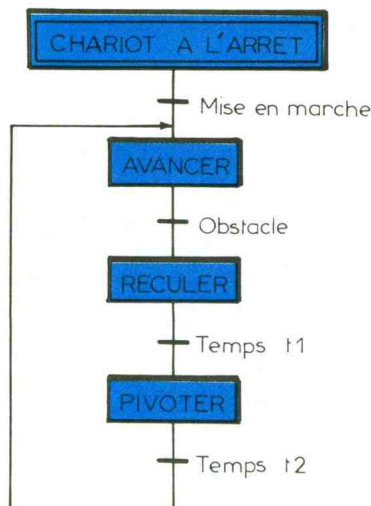 CHARIOT A L'ARRET
Mise en marche
AVANCER
Obstacle
RECULER
Temps t1
PIVOTER
Temps t2